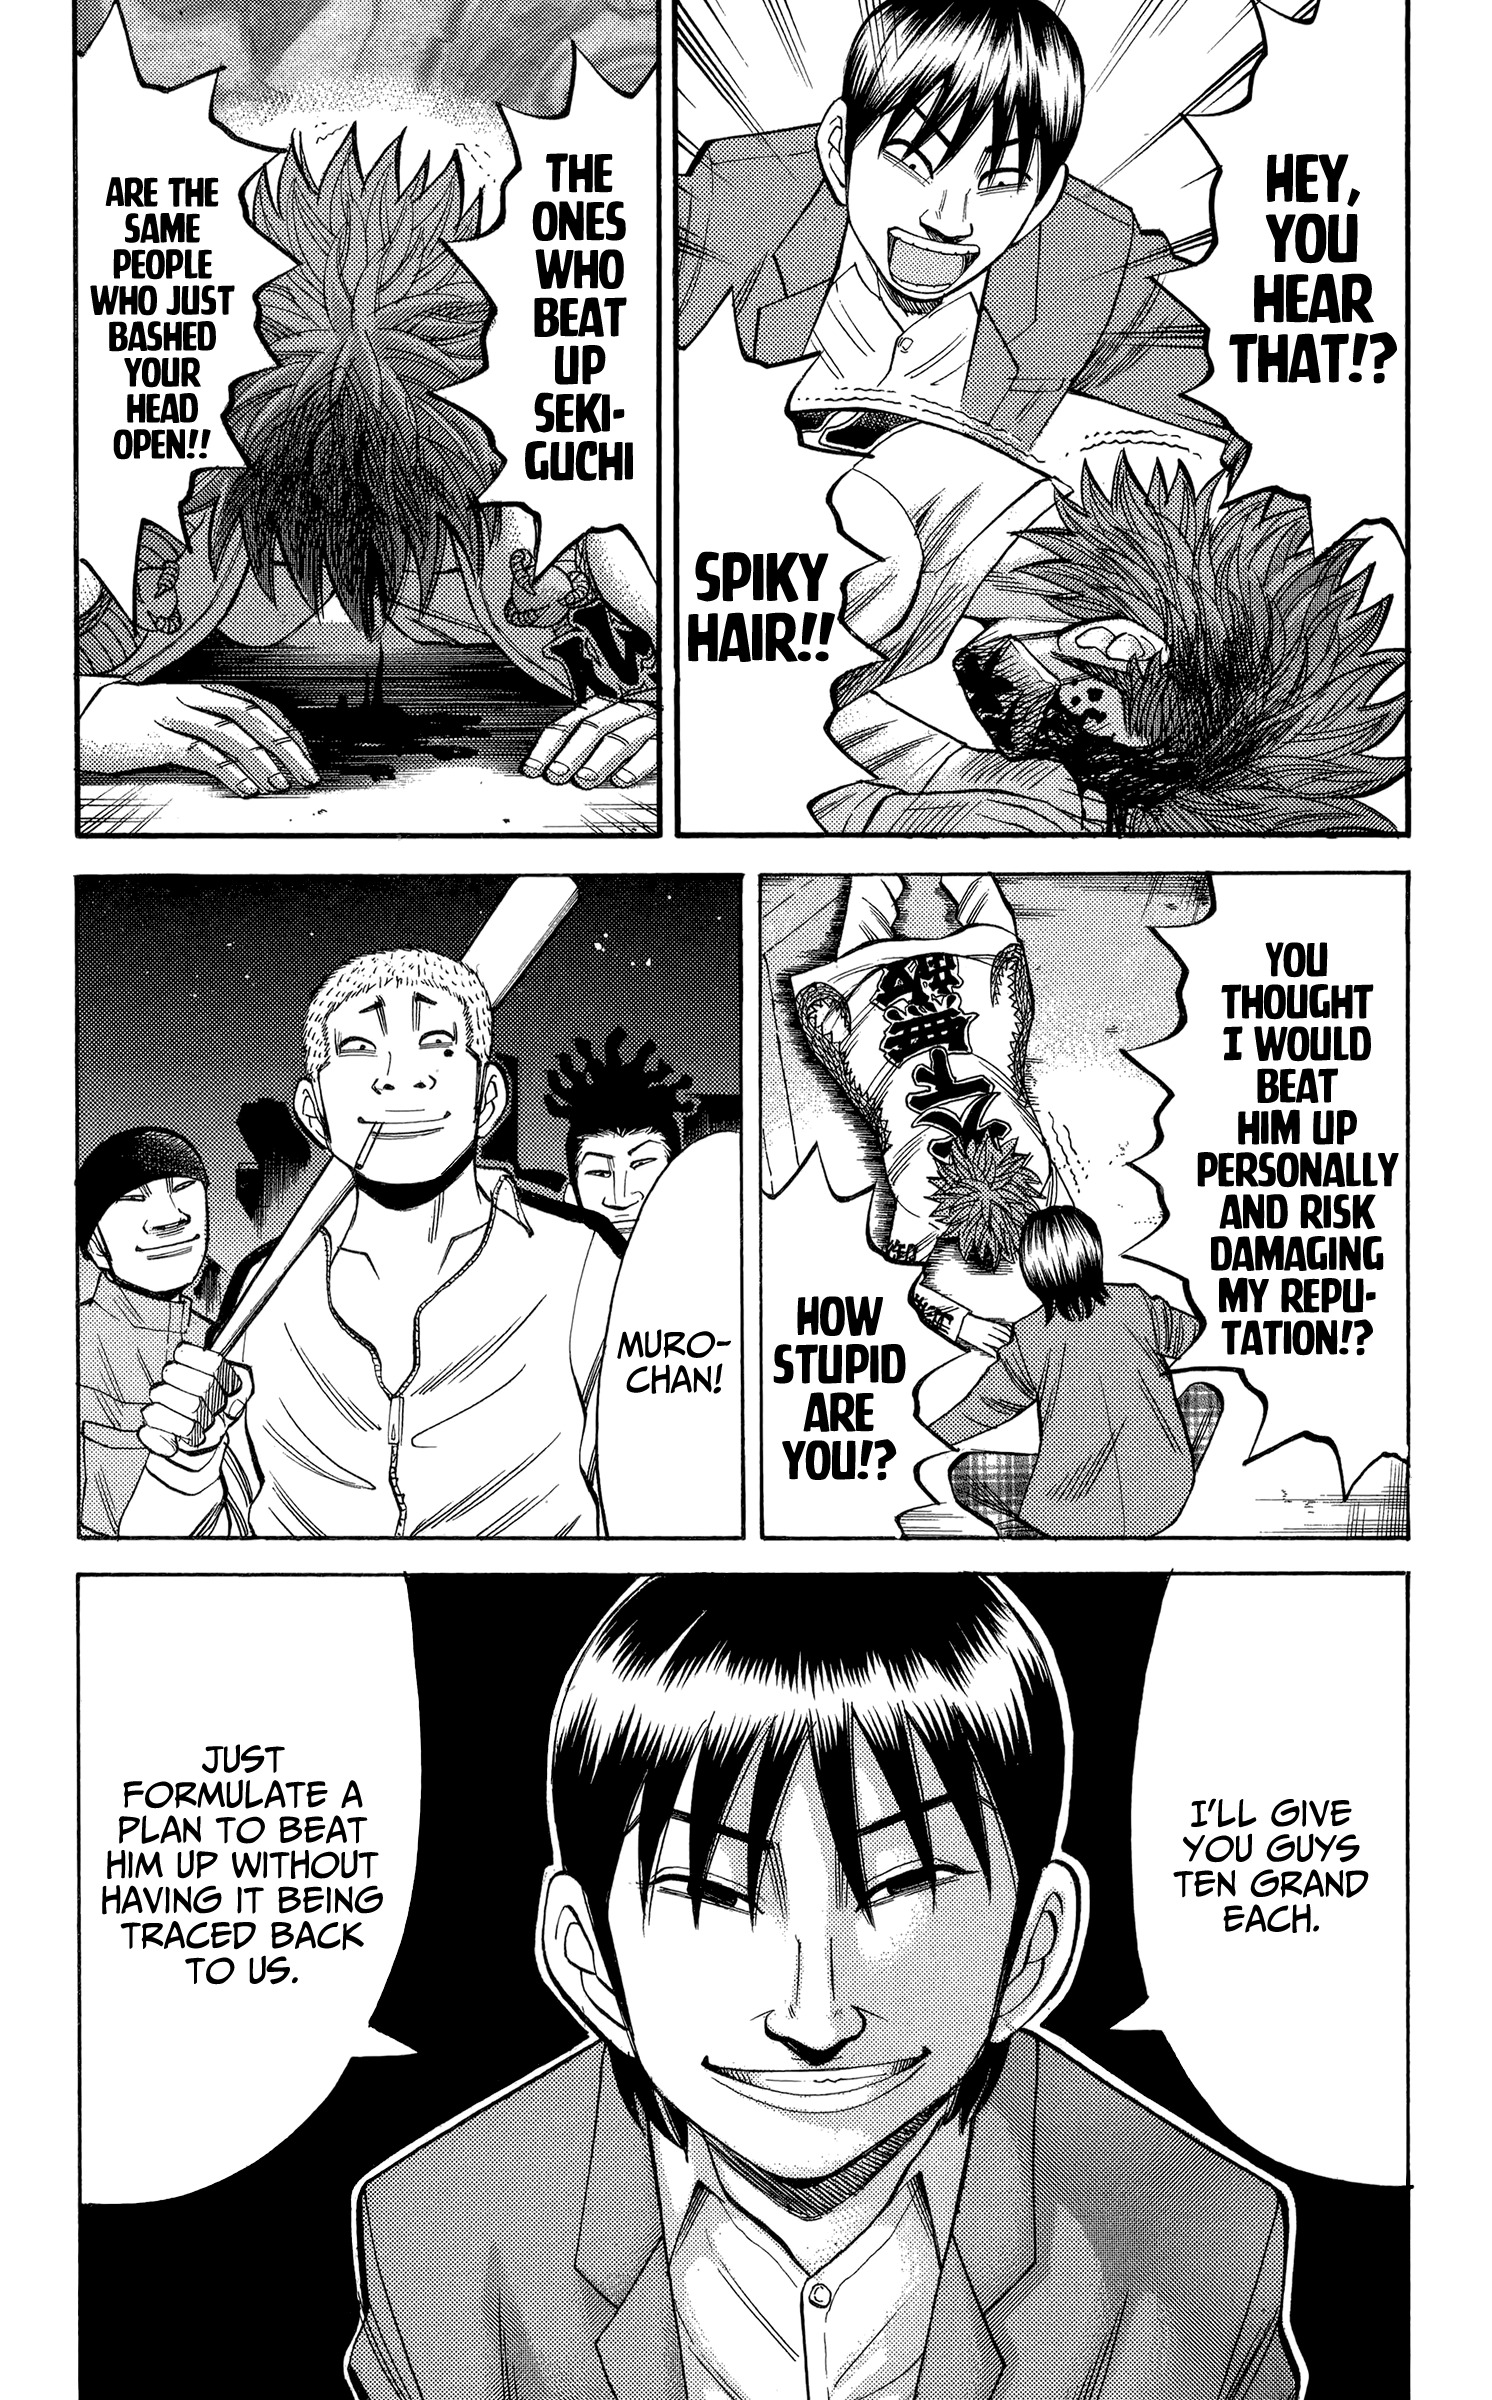 HEY,
YOU
HEAR
THAT!?
SPIKY
HAIR!!
THE
ONES
WHO
BEAT
UP
SEKI-
GUCHI
ARE THE
SAME
PEOPLE
WHO JUST
BASHED
YOUR
HEAD
OPEN!!
YOU
THOUGHT
I WOULD
BEAT
HIM UP
PERSONALLY
AND RISK
DAMAGING
MY REPU-
TATION!?
HOW
STUPID
ARE
YOU!?
MURO-
CHAN!
I'LL GIVE
YOU GUYS
TEN GRAND
EACH.
JUST
FORMULATE A
PLAN TO BEAT
HIM UP WITHOUT
HAVING IT BEING
TRACED BACK
TO US.